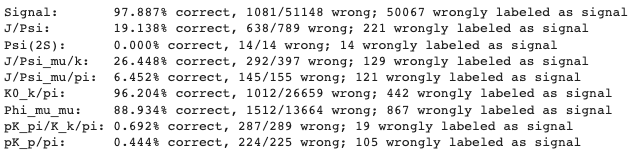 Signal: 97.887% correct, 1081/51148 wrong; 50067 wrongly labeled as signal
J/Psi: 19.138% correct, 638/789 wrong; 221 wrongly labeled as signal
Psi(2S): 0.000% correct, 14/14 wrong; 14 wrongly labeled as signal
J/Psi_mu/k: 26.448% correct, 292/397 wrong; 129 wrongly labeled as signal
J/Psi_mu/pi: 6.452% correct, 145/155 wrong; 121 wrongly labeled as signal
K0_k/pi: 96.204% correct, 1012/26659 wrong; 442 wrongly labeled as signal
Phi_mu_mu: 88.934% correct, 1512/13664 wrong; 867 wrongly labeled as signal
pK_pi/K_k/pi: 0.692% correct, 287/289 wrong; 19 wrongly labeled as signal
pK_p/pi: 0.444% correct, 224/225 wrong; 105 wrongly labeled as signal